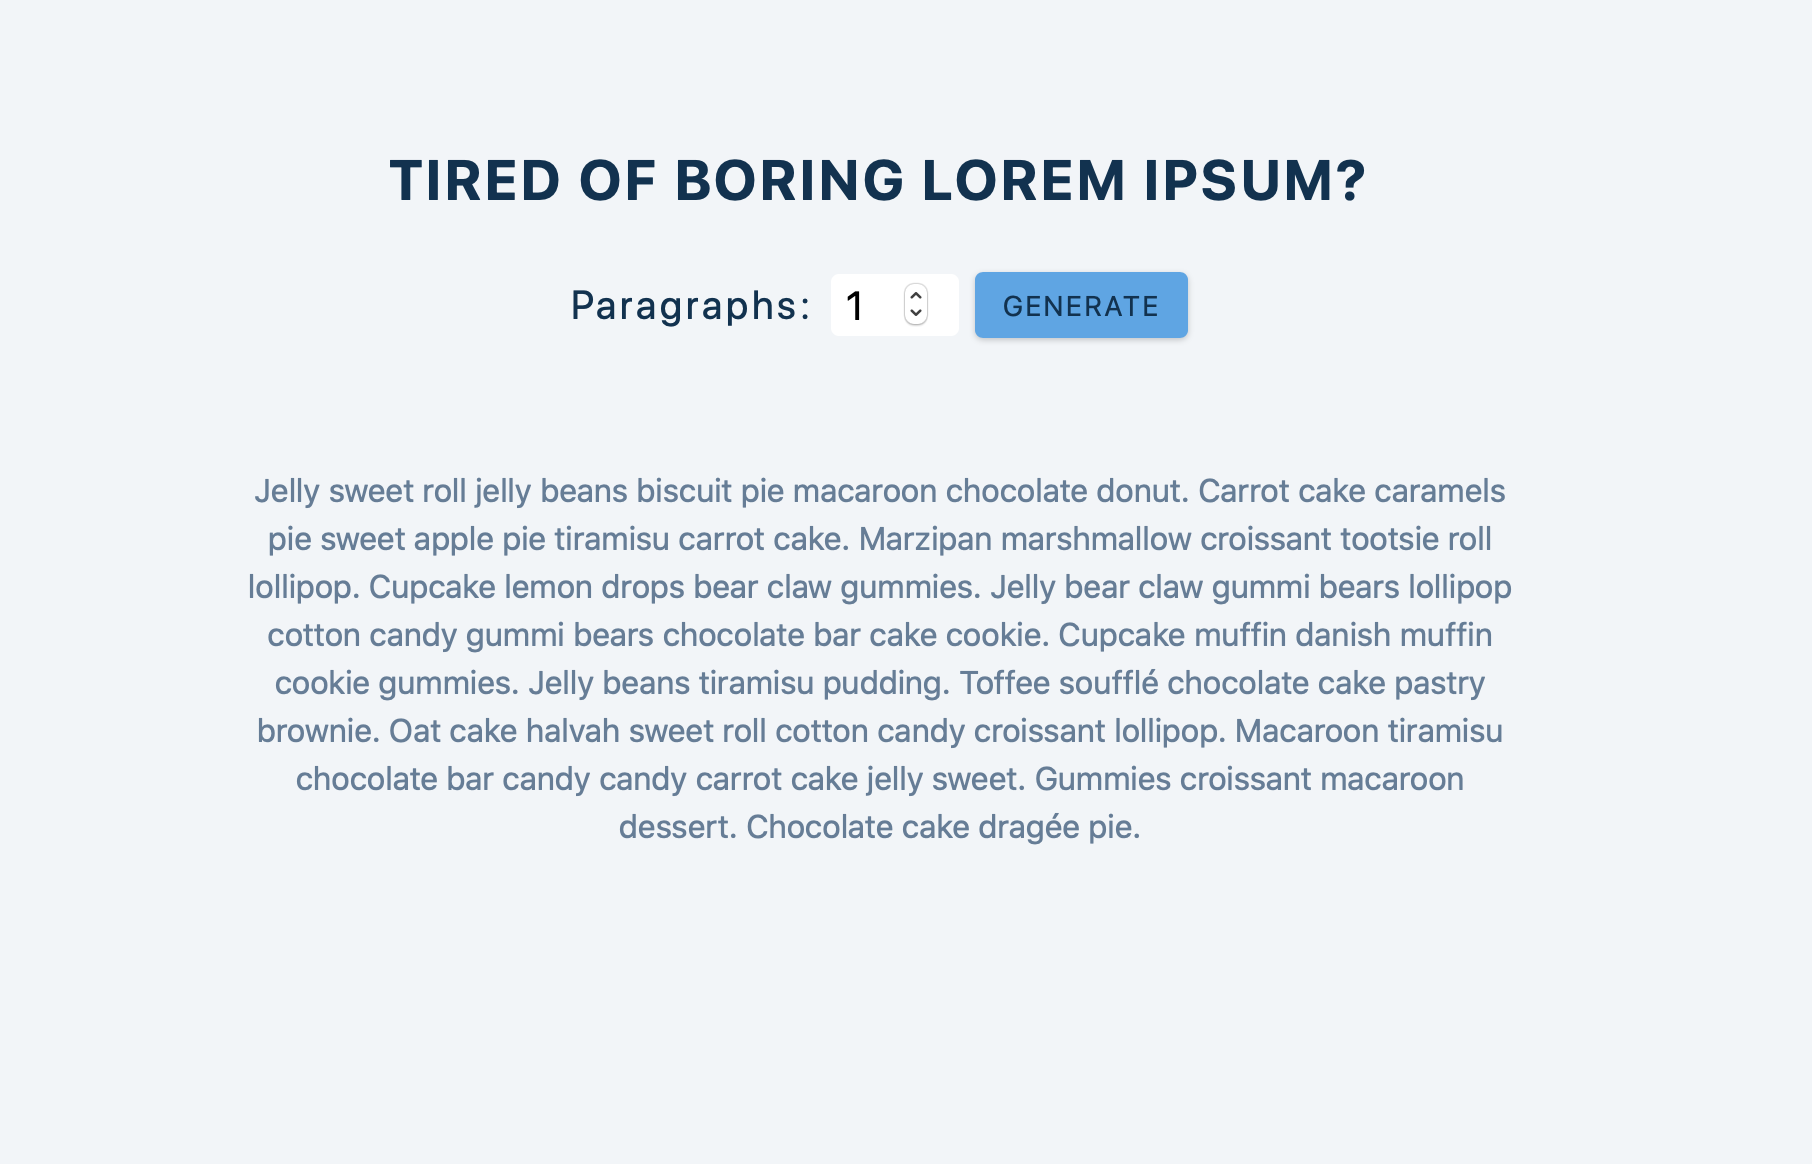 TIRED OF BORING LOREM IPSUM?
Paragraphs: 1 GENERATE
Jelly sweet roll jelly beans biscuit pie macaroon chocolate donut. Carrot cake caramels
pie sweet apple pie tiramisu carrot cake. Marzipan marshmallow croissant tootsie roll
lollipop. Cupcake lemon drops bear claw gummies. Jelly bear claw gummi bears lollipop
cotton candy gummi bears chocolate bar cake cookie. Cupcake muffin danish muffin
cookie gummies. Jelly beans tiramisu pudding. Toffee soufflé chocolate cake pastry
brownie. Oat cake halvah sweet roll cotton candy croissant lollipop. Macaroon tiramisu
chocolate bar candy candy carrot cake jelly sweet. Gummies croissant macaroon
dessert. Chocolate cake dragée pie.